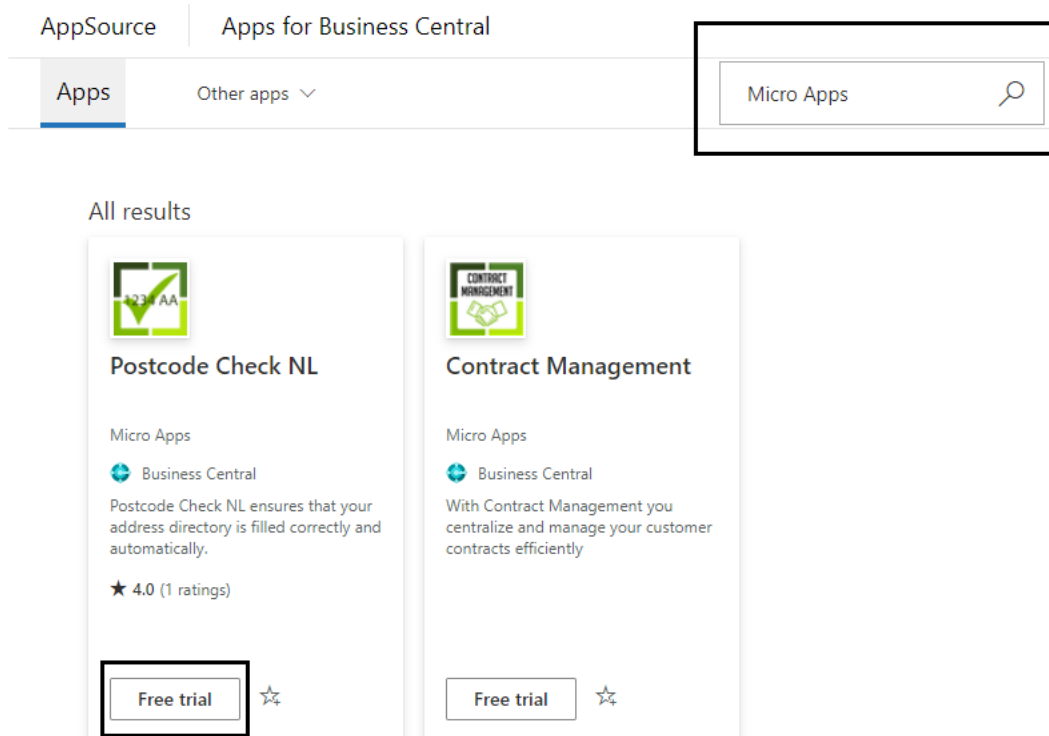 AppSource Apps for Business Central
Apps Other apps
Micro Apps
All results
1234 AA
Postcode Check NL
Micro Apps
Business Central
Postcode Check NL ensures that your
address directory is filled correctly and
automatically.
4.0 (1 ratings)
Free trial
CONTRACT
MANAGEMENT
Contract Management
Micro Apps
Business Central
With Contract Management you
centralize and manage your customer
contracts efficiently
Free trial